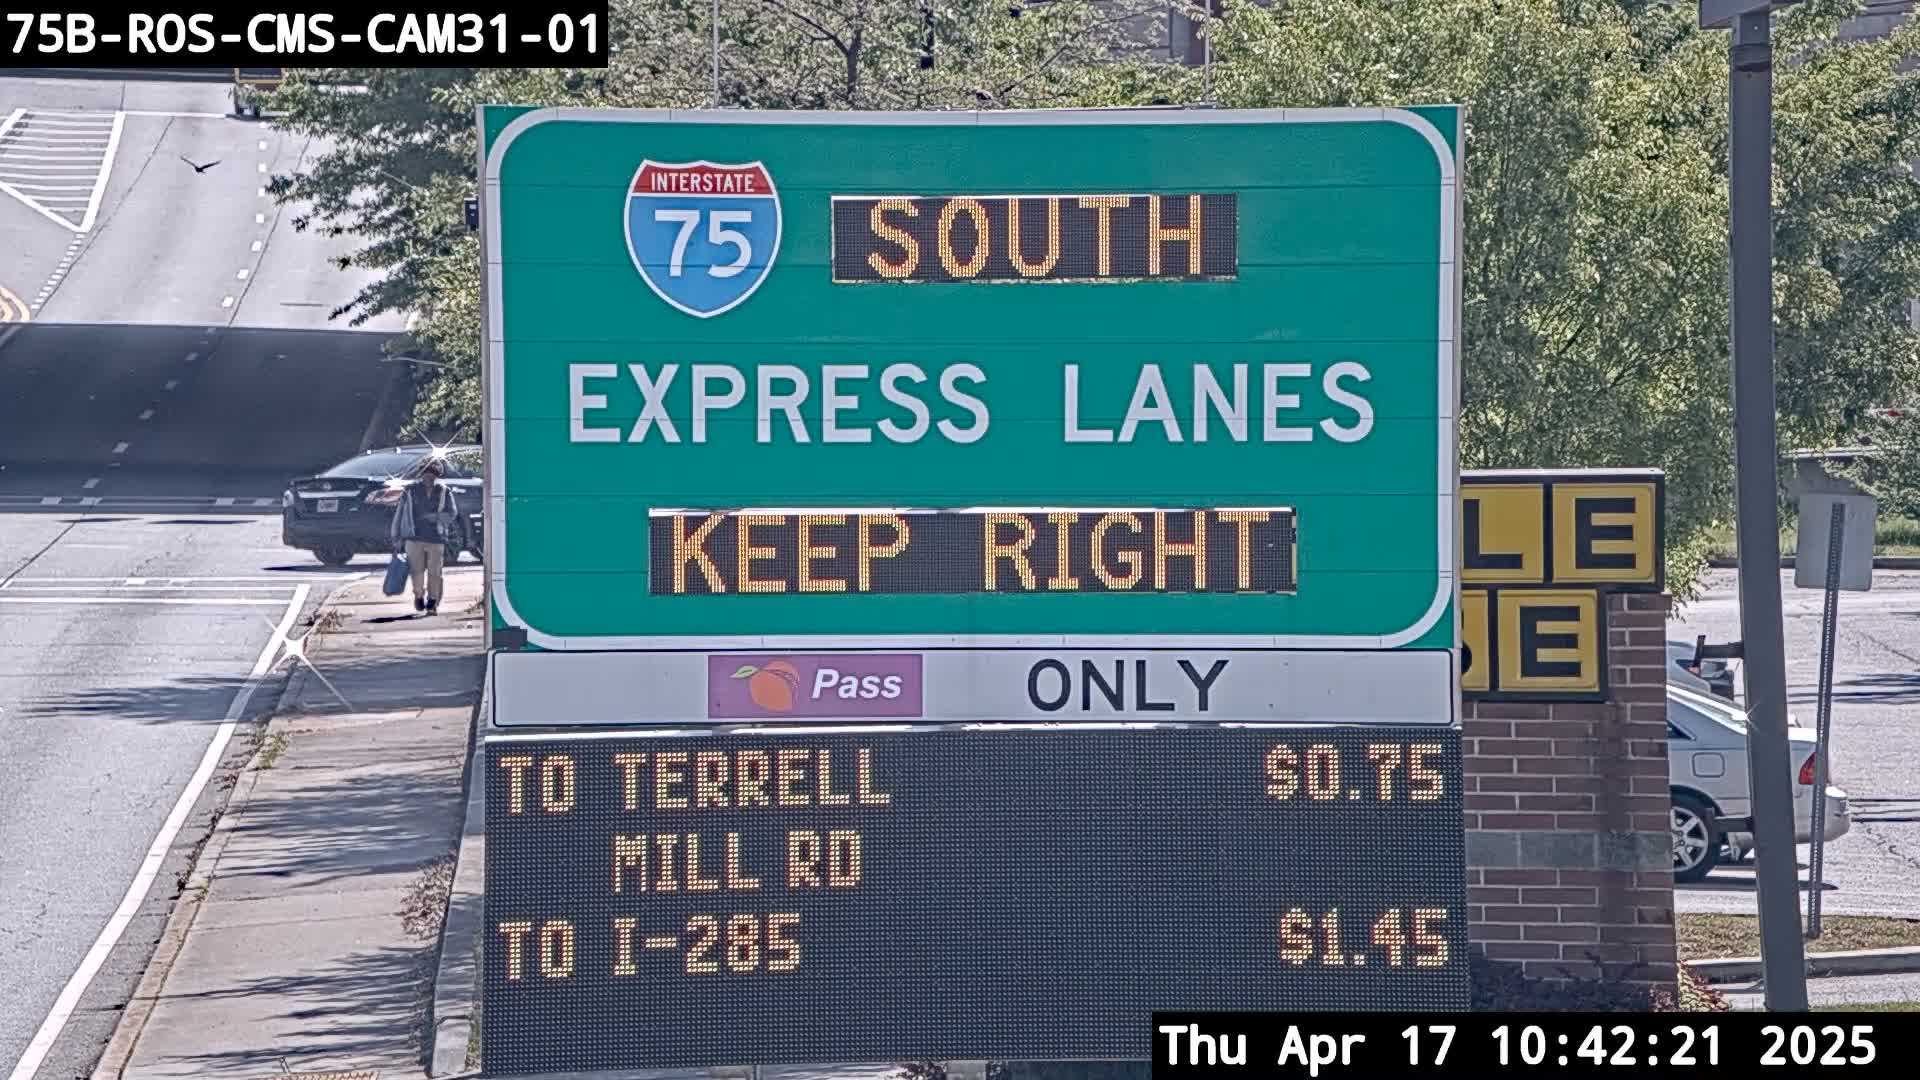 75B-ROS-CMS-CAM31-01
INTERSTATE
75
SOUTH
EXPRESS LANES
KEEP RIGHT
LE
E
Pass ONLY
TO TERRELL $0.75
MILL RD
TO I-285 $1.45
Thu Apr 17 10:42:21 2025